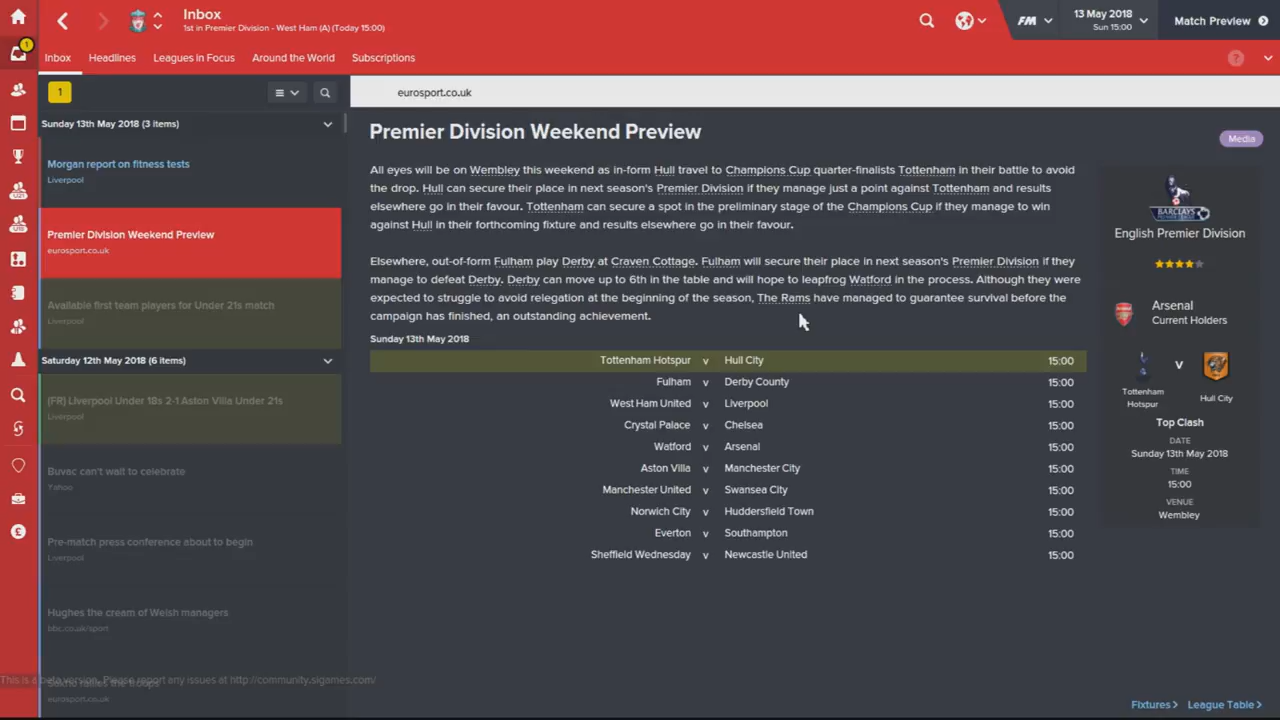 Inbox
1st in Premier Division - West Ham (A) (Today 15:00)
FM
13 May 2018
Sun 15:00
Match Preview
1
Inbox
Headlines
Leagues in Focus
Around the World
Subscriptions
?
1
eurosport.co.uk
Sunday 13th May 2018 (3 items)
Morgan report on fitness tests
Liverpool
Premier Division Weekend Preview
eurosport.co.uk
Available first team players for Under 21s match
Liverpool
Saturday 12th May 2018 (6 items)
(FR) Liverpool Under 18s 2-1 Aston Villa Under 21s
Liverpool
Buvac can't wait to celebrate
Yahoo
Pre-match press conference about to begin
Liverpool
Hughes the cream of Welsh managers
bbc.co.uk/sport
Sakho rallies the troops
eurosport.co.uk
This is a beta version. Please report any issues at http://community.sigames.com/
Premier Division Weekend Preview
Media
All eyes will be on Wembley this weekend as in-form Hull travel to Champions Cup quarter-finalists Tottenham in their battle to avoid
the drop. Hull can secure their place in next season's Premier Division if they manage just a point against Tottenham and results
elsewhere go in their favour. Tottenham can secure a spot in the preliminary stage of the Champions Cup if they manage to win
against Hull in their forthcoming fixture and results elsewhere go in their favour.
Elsewhere, out-of-form Fulham play Derby at Craven Cottage. Fulham will secure their place in next season's Premier Division if they
manage to defeat Derby. Derby can move up to 6th in the table and will hope to leapfrog Watford in the process. Although they were
expected to struggle to avoid relegation at the beginning of the season, The Rams have managed to guarantee survival before the
campaign has finished, an outstanding achievement.
Sunday 13th May 2018
Tottenham Hotspur v Hull City 15:00
Fulham v Derby County 15:00
West Ham United v Liverpool 15:00
Crystal Palace v Chelsea 15:00
Watford v Arsenal 15:00
Aston Villa v Manchester City 15:00
Manchester United v Swansea City 15:00
Norwich City v Huddersfield Town 15:00
Everton v Southampton 15:00
Sheffield Wednesday v Newcastle United 15:00
BARCLAYS
English Premier Division
Arsenal
Current Holders
v
Tottenham
Hotspur
Hull City
Top Clash
DATE
Sunday 13th May 2018
TIME
15:00
VENUE
Wembley
Fixtures
League Table